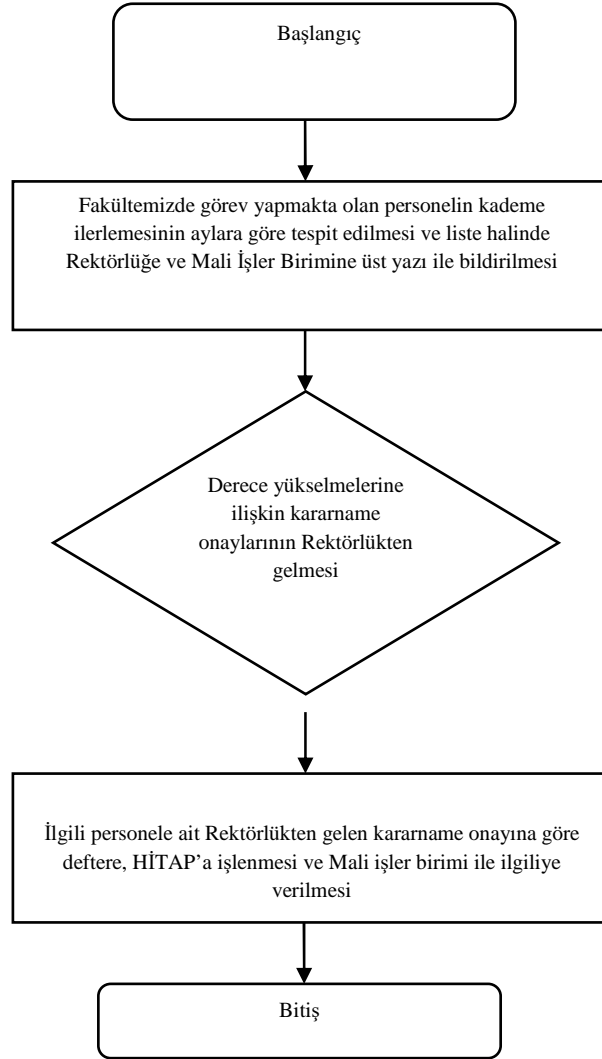 Başlangıç
Fakültemizde görev yapmakta olan personelin kademe
ilerlemesinin aylara göre tespit edilmesi ve liste halinde
Rektörlüğe ve Mali İşler Birimine üst yazı ile bildirilmesi
Derece yükselmelerine
ilişkin kararname
onaylarının Rektörlükten
gelmesi
İlgili personele ait Rektörlükten gelen kararname onayına göre
deftere, HİTAP’a işlenmesi ve Mali işler birimi ile ilgiliye
verilmesi
Bitiş